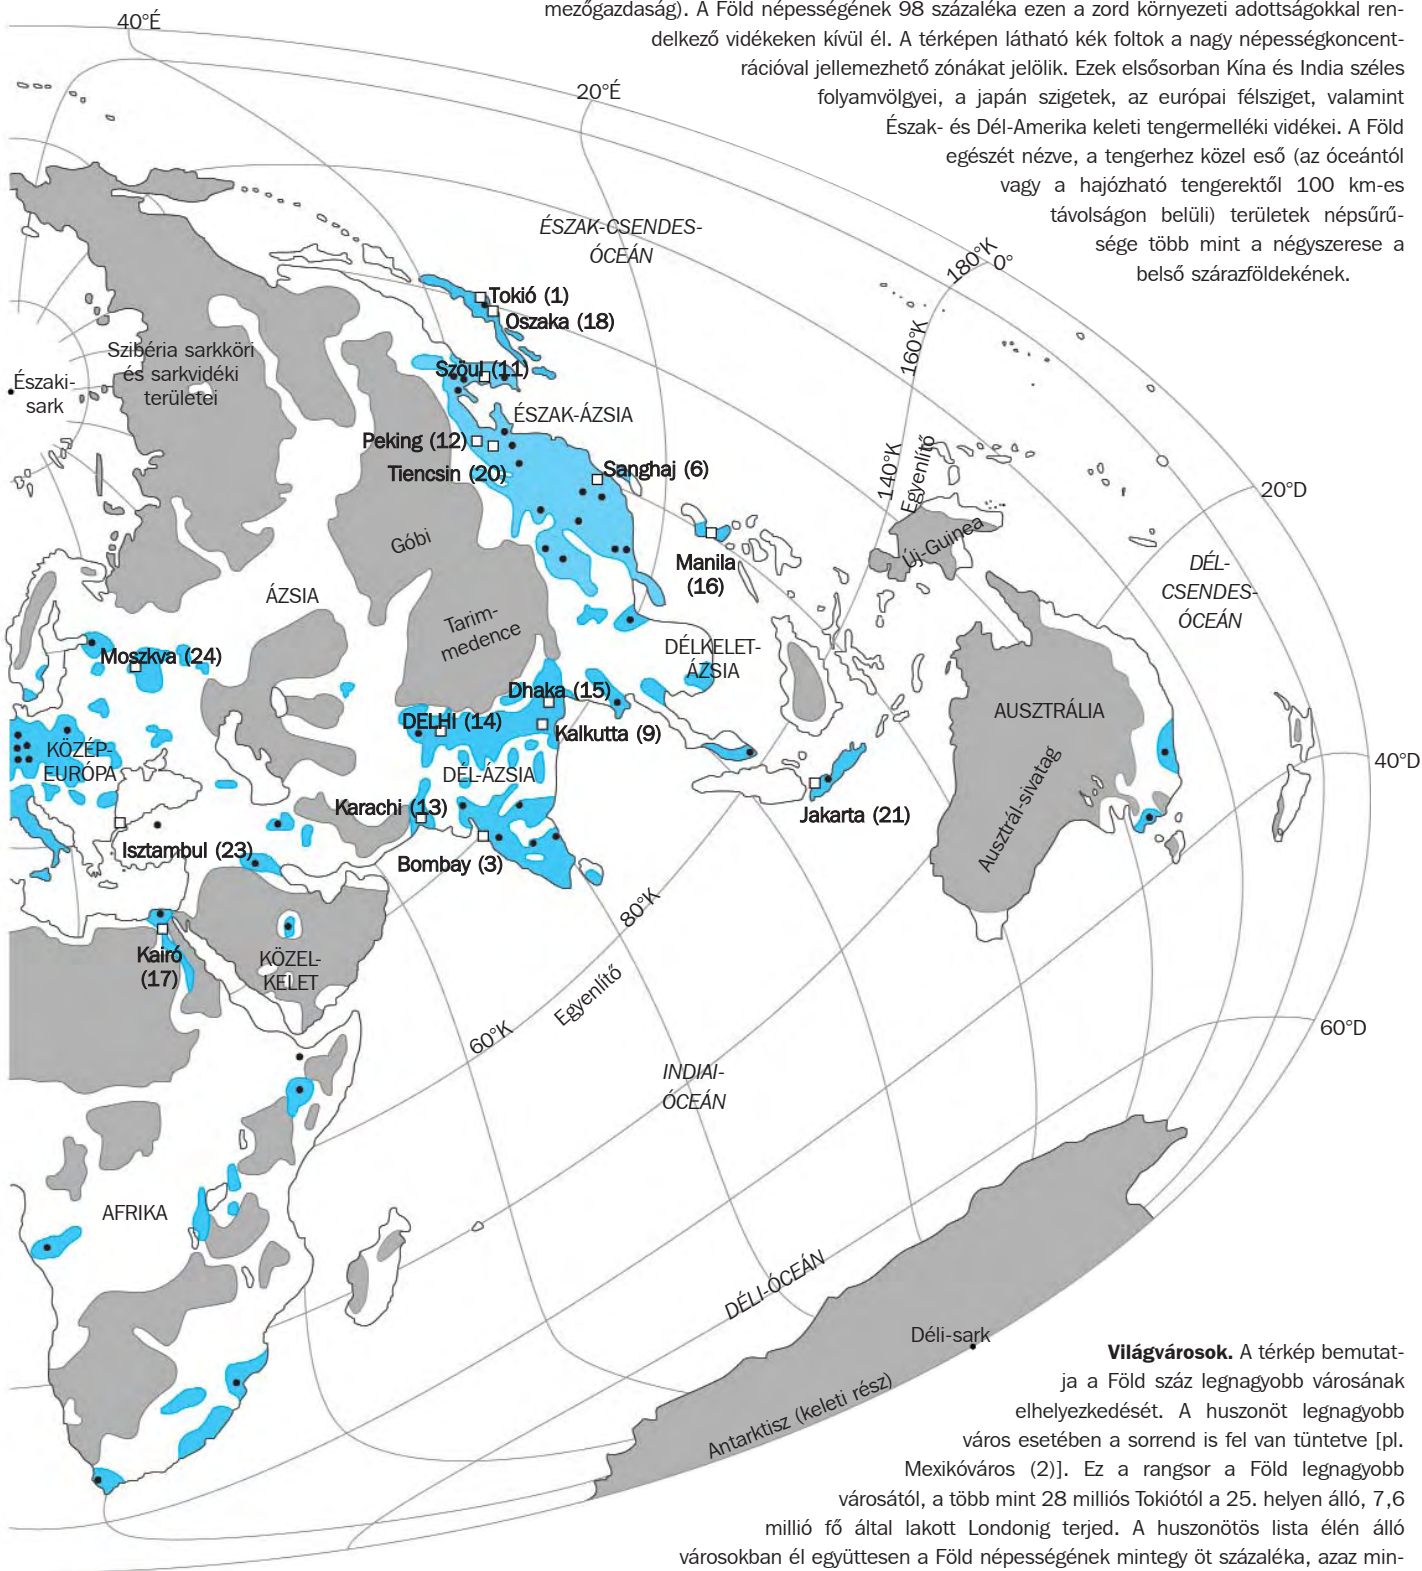 mezőgazdaság). A Föld népességének 98 százaléka ezen a zord környezeti adottságokkal ren-
delkező vidékeken kívül él. A térképen látható kék foltok a nagy népességkoncent-
rációval jellemezhető zónákat jelölik. Ezek elsősorban Kína és India széles
folyamvölgyei, a japán szigetek, az európai félsziget, valamint
Észak- és Dél-Amerika keleti tengermelléki vidékei. A Föld
egészét nézve, a tengerhez közel eső (az óceántól
vagy a hajózható tengerektől 100 km-es
távolságon belüli) területek népsűrű-
sége több mint a négyszerese a
belső szárazföldekének.
40°É
20°É
ÉSZAK-CSENDES-
ÓCEÁN
180°K
0°
Tokió (1)
Oszaka (18)
160°K
Szibéria sarkköri
és sarkvidéki
területei
Északi-
sark
Szöul (11)
ÉSZAK-ÁZSIA
Peking (12)
Tiencsin (20)
Sanghaj (6)
140°K
Egyenlítő
20°D
Góbi
Új-Guinea
Manila
(16)
DÉL-
CSENDES-
ÓCEÁN
ÁZSIA
Tarim-
medence
Moszkva (24)
DÉLKELET-
ÁZSIA
Dhaka (15)
DELHI (14)
Kalkutta (9)
AUSZTRÁLIA
KÖZÉP-
EURÓPA
DÉL-ÁZSIA
40°D
Karachi (13)
Jakarta (21)
Ausztrál-sivatag
Isztambul (23)
Bombay (3)
80°K
Kairó
(17)
KÖZEL-
KELET
Egyenlítő
60°K
60°D
INDIAI-
ÓCEÁN
AFRIKA
DÉLI-ÓCEÁN
Déli-sark
Antarktisz (keleti rész)
Világvárosok. A térkép bemutat-
ja a Föld száz legnagyobb városának
elhelyezkedését. A huszonöt legnagyobb
város esetében a sorrend is fel van tüntetve [pl.
Mexikóváros (2)]. Ez a rangsor a Föld legnagyobb
városától, a több mint 28 milliós Tokiótól a 25. helyen álló, 7,6
millió fő által lakott Londonig terjed. A huszonötös lista élén álló
városokban él együttesen a Föld népességének mintegy öt százaléka, azaz min-